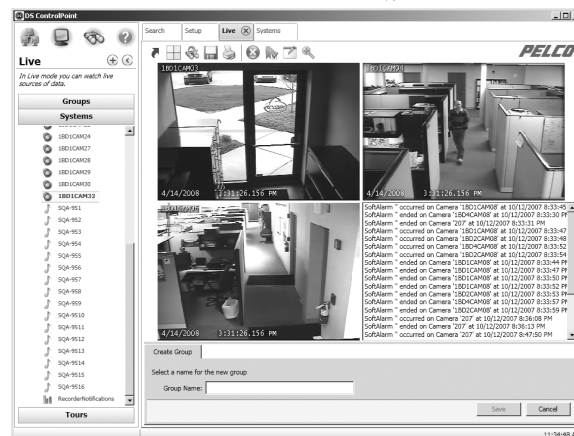 DS ControlPoint
Search
Setup
Live
Systems
PELCO
Live
In Live mode you can watch live
sources of data.
Groups
Systems
1BD1CAM24
1BD1CAM27
1BD1CAM28
1BD1CAM29
1BD1CAM30
1BD1CAM32
SQA-951
SQA-952
SQA-953
SQA-954
SQA-955
SQA-956
SQA-957
SQA-958
SQA-959
SQA-9510
SQA-9511
SQA-9512
SQA-9513
SQA-9514
SQA-9515
SQA-9516
RecorderNotifications
Tours
1BD1CAM03
4/14/2008 3:31:26.156 PM
1BD1CAM04
4/14/2008 3:31:26.156 PM
4/14/2008 3:31:26.156 PM
SoftAlarm '' occurred on Camera '1BD1CAM08' at 10/12/2007 8:33:45
SoftAlarm '' ended on Camera '1BD4CAM08' at 10/12/2007 8:33:30 PM
SoftAlarm '' ended on Camera '207' at 10/12/2007 8:33:31 PM
SoftAlarm '' occurred on Camera '1BD1CAM08' at 10/12/2007 8:33:47
SoftAlarm '' occurred on Camera '1BD2CAM08' at 10/12/2007 8:33:48
SoftAlarm '' occurred on Camera '1BD4CAM08' at 10/12/2007 8:33:52
SoftAlarm '' occurred on Camera '1BD2CAM08' at 10/12/2007 8:33:54
SoftAlarm '' ended on Camera '1BD1CAM08' at 10/12/2007 8:33:44 PM
SoftAlarm '' ended on Camera '1BD1CAM08' at 10/12/2007 8:33:47 PM
SoftAlarm '' ended on Camera '1BD1CAM08' at 10/12/2007 8:33:50 PM
SoftAlarm '' ended on Camera '1BD1CAM08' at 10/12/2007 8:33:52 PM
SoftAlarm '' ended on Camera '1BD2CAM08' at 10/12/2007 8:33:53 PM
SoftAlarm '' ended on Camera '1BD4CAM08' at 10/12/2007 8:33:57 PM
SoftAlarm '' ended on Camera '1BD2CAM08' at 10/12/2007 8:33:59 PM
SoftAlarm '' occurred on Camera '207' at 10/12/2007 8:36:08 PM
SoftAlarm '' ended on Camera '207' at 10/12/2007 8:36:13 PM
SoftAlarm '' occurred on Camera '207' at 10/12/2007 8:47:50 PM
Create Group
Select a name for the new group
Group Name:
Save
Cancel
11:34:48 A